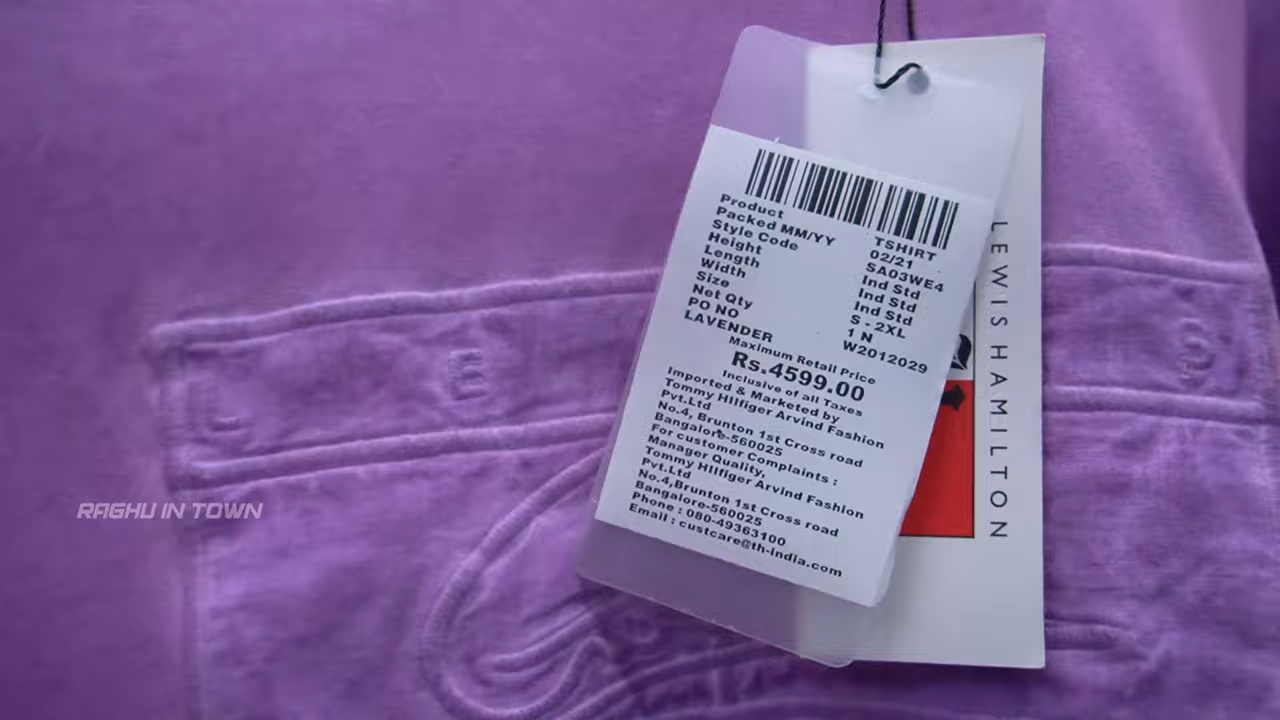 Product TSHIRT
Packed MM/YY 02/21
Style Code SA03WE4
Height Ind Std
Length Ind Std
Width Ind Std
Size S - 2XL
Net Qty 1 N
PO NO W2012029
LAVENDER
Maximum Retail Price
Rs.4599.00
Inclusive of all Taxes
Imported & Marketed by
Tommy HIlfiger Arvind Fashion
Pvt.Ltd
No.4, Brunton 1st Cross road
Bangalore-560025
For customer Complaints :
Manager Quality,
Tommy HIlfiger Arvind Fashion
Pvt.Ltd
No.4,Brunton 1st Cross road
Bangalore-560025
Phone : 080-49363100
Email : custcare@th-india.com
LEWIS HAMILTON
RAGHU IN TOWN